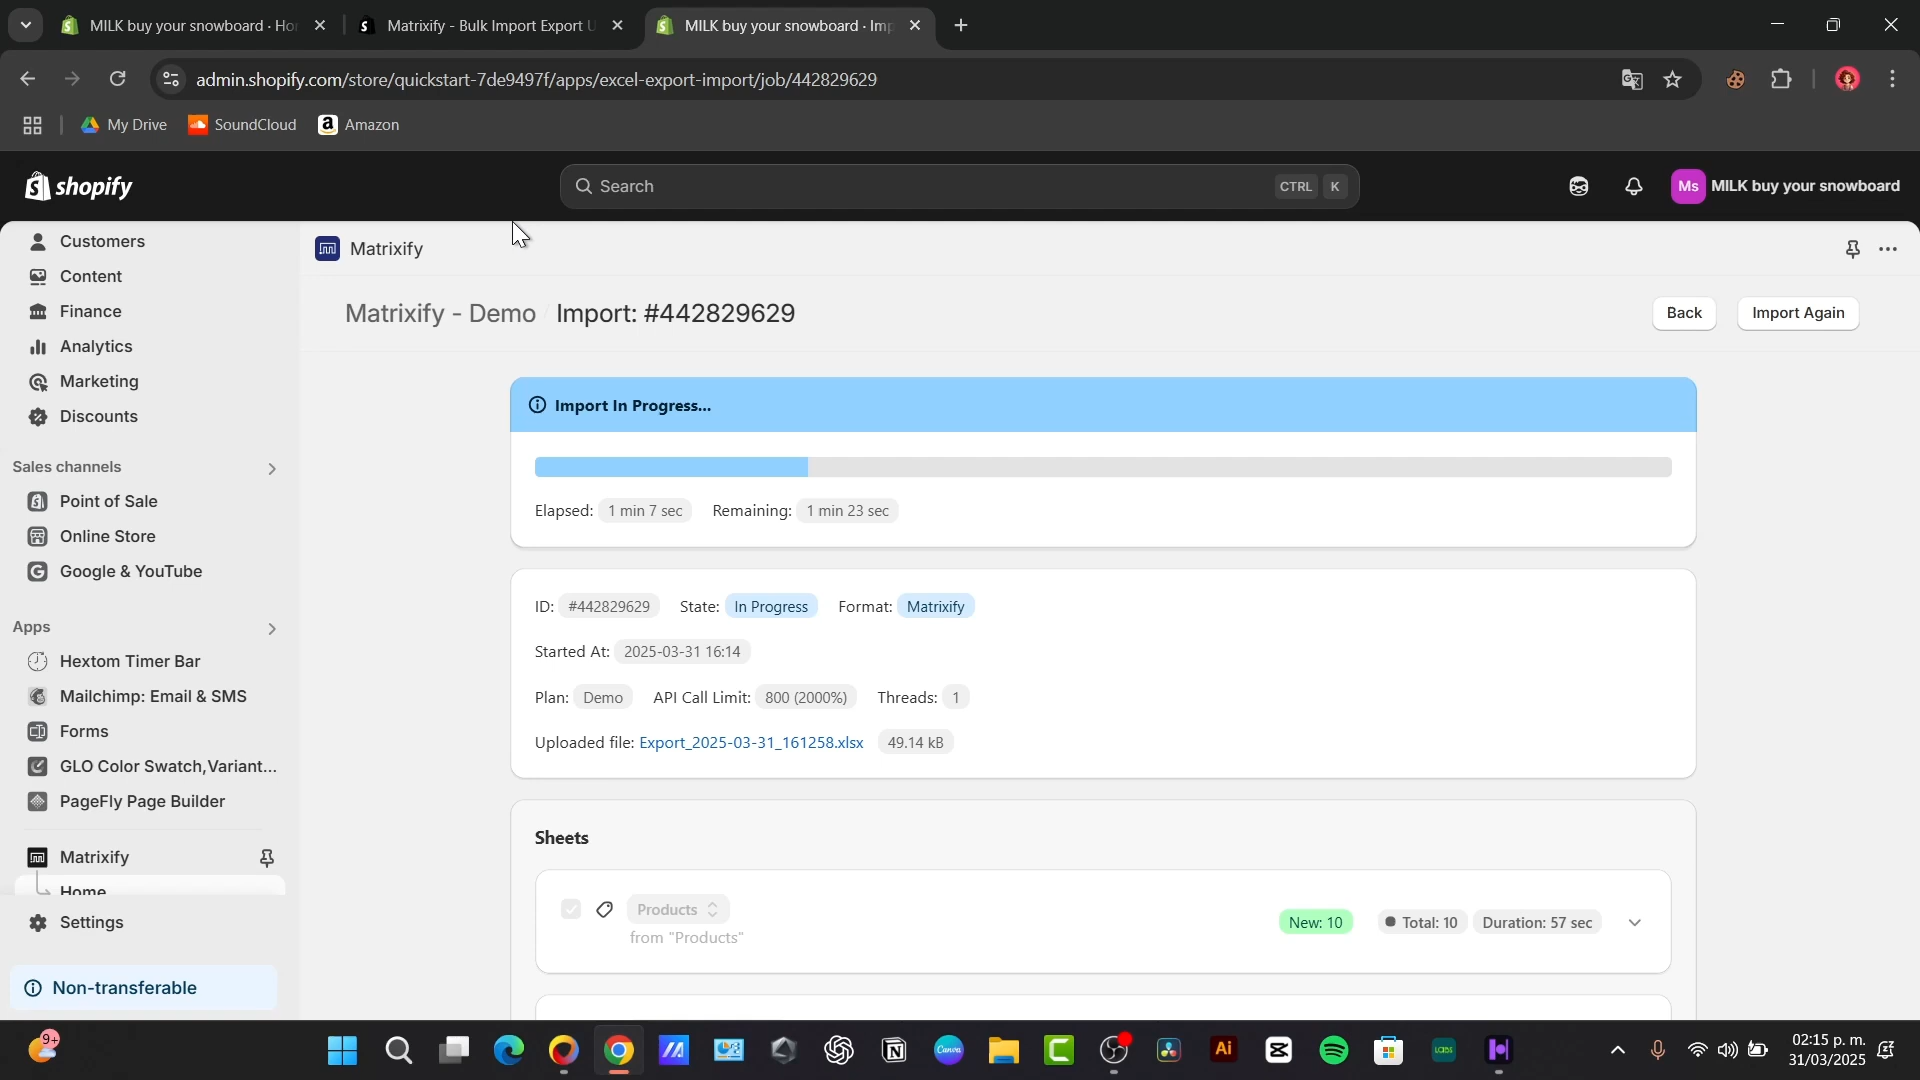 MILK buy your snowboard · Hor
Matrixify - Bulk Import Export U
MILK buy your snowboard · Imp
admin.shopify.com/store/quickstart-7de9497f/apps/excel-export-import/job/442829629
My Drive
SoundCloud
Amazon
shopify
Search
CTRL K
Ms MILK buy your snowboard
Customers
Content
Finance
Analytics
Marketing
Discounts
Sales channels
Point of Sale
Online Store
Google & YouTube
Apps
Hextom Timer Bar
Mailchimp: Email & SMS
Forms
GLO Color Swatch,Variant...
PageFly Page Builder
Matrixify
Home
Settings
Non-transferable
Matrixify
Matrixify - Demo Import: #442829629
Back
Import Again
Import In Progress...
Elapsed: 1 min 7 sec Remaining: 1 min 23 sec
ID: #442829629 State: In Progress Format: Matrixify
Started At: 2025-03-31 16:14
Plan: Demo API Call Limit: 800 (2000%) Threads: 1
Uploaded file: Export_2025-03-31_161258.xlsx 49.14 kB
Sheets
Products
from "Products"
New: 10
Total: 10
Duration: 57 sec
9+
Canva
Ai
LABS
02:15 p. m.
31/03/2025